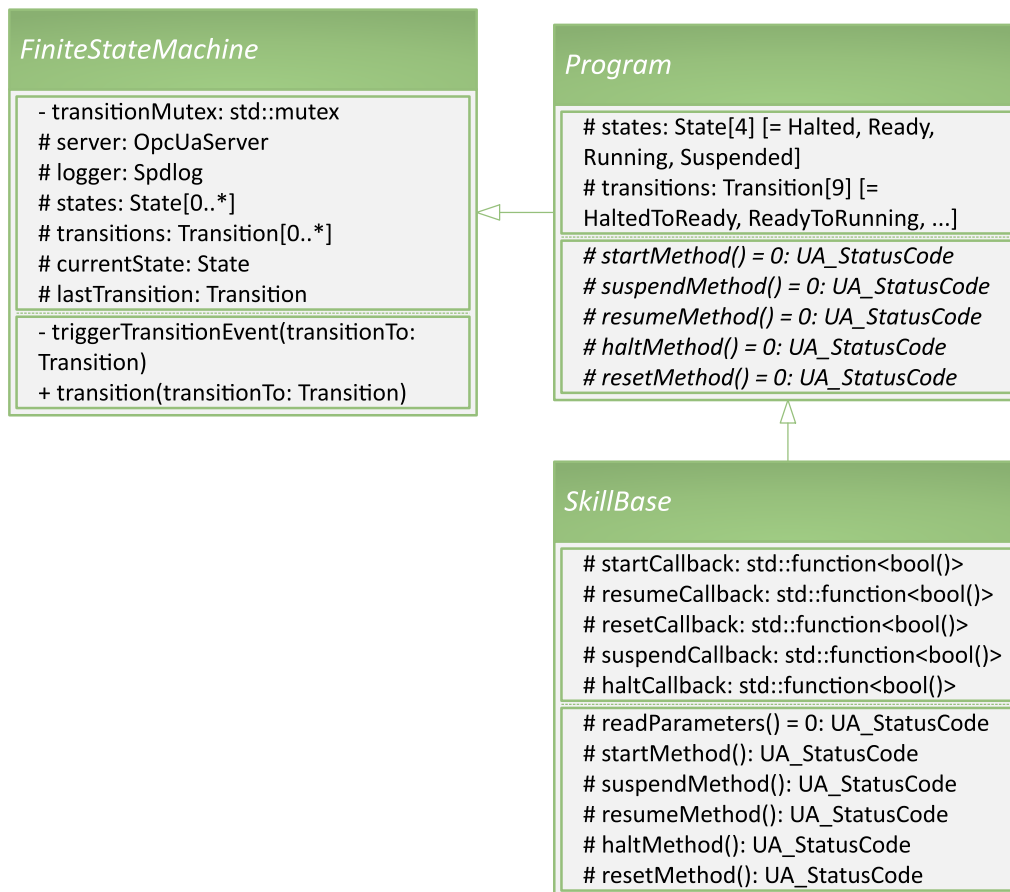 FiniteStateMachine
- transitionMutex: std::mutex
# server: OpcUaServer
# logger: Spdlog
# states: State[0..*]
# transitions: Transition[0..*]
# currentState: State
# lastTransition: Transition
- triggerTransitionEvent(transitionTo:
Transition)
+ transition(transitionTo: Transition)
Program
# states: State[4] [= Halted, Ready,
Running, Suspended]
# transitions: Transition[9] [=
HaltedToReady, ReadyToRunning, ...]
# startMethod() = 0: UA_StatusCode
# suspendMethod() = 0: UA_StatusCode
# resumeMethod() = 0: UA_StatusCode
# haltMethod() = 0: UA_StatusCode
# resetMethod() = 0: UA_StatusCode
SkillBase
# startCallback: std::function<bool()>
# resumeCallback: std::function<bool()>
# resetCallback: std::function<bool()>
# suspendCallback: std::function<bool()>
# haltCallback: std::function<bool()>
# readParameters() = 0: UA_StatusCode
# startMethod(): UA_StatusCode
# suspendMethod(): UA_StatusCode
# resumeMethod(): UA_StatusCode
# haltMethod(): UA_StatusCode
# resetMethod(): UA_StatusCode